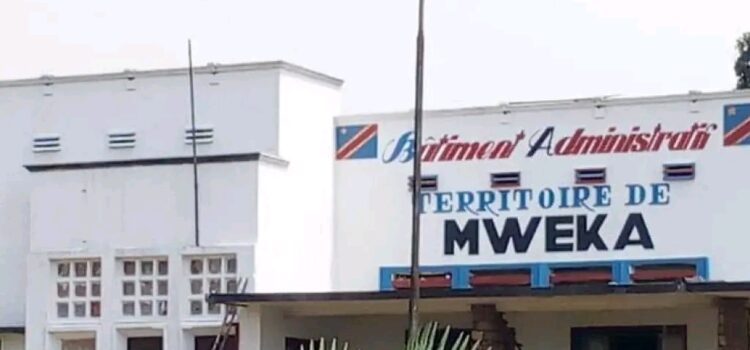 Bâtiment Administratif
TERRITOIRE DE
MWEKA